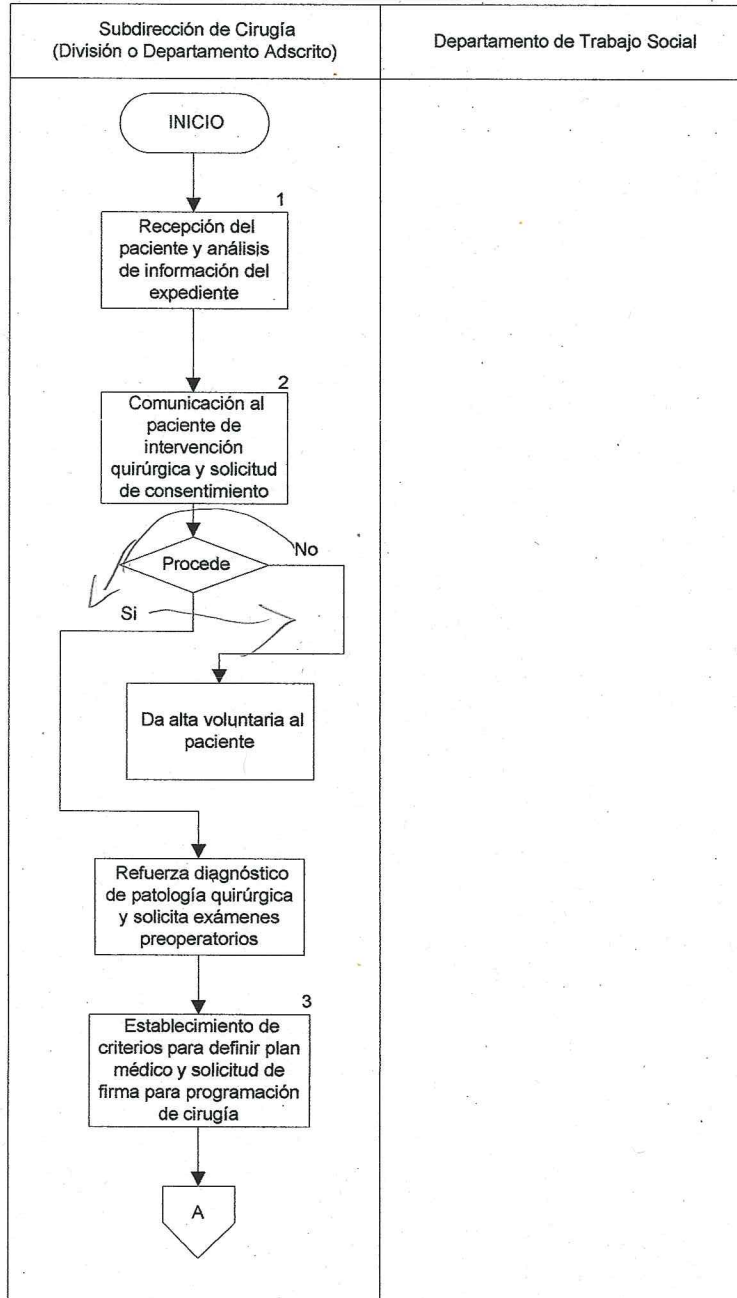 Subdirección de Cirugía
(División o Departamento Adscrito)
Departamento de Trabajo Social
INICIO
1
Recepción del
paciente y análisis
de información del
expediente
2
Comunicación al
paciente de
intervención
quirúrgica y solicitud
de consentimiento
No
Procede
Si
Da alta voluntaria al
paciente
Refuerza diagnóstico
de patología quirúrgica
y solicita exámenes
preoperatorios
3
Establecimiento de
criterios para definir plan
médico y solicitud de
firma para programación
de cirugía
A